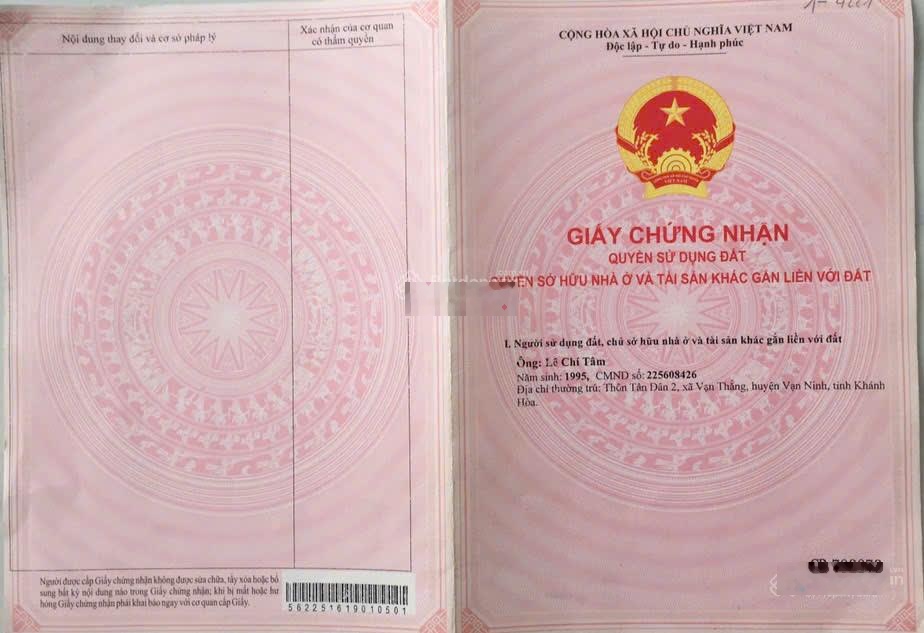 Nội dung thay đổi và cơ sở pháp lý
Xác nhận của cơ quan
có thẩm quyền
Người được cấp Giấy chứng nhận không được sửa chữa, tẩy xóa hoặc bổ
sung bất kỳ nội dung nào trong Giấy chứng nhận; khi bị mất hoặc hư
hỏng Giấy chứng nhận phải khai báo ngay với cơ quan cấp Giấy.
562251619010501
CỘNG HÒA XÃ HỘI CHỦ NGHĨA VIỆT NAM
Độc lập - Tự do - Hạnh phúc
GIẤY CHỨNG NHẬN
QUYỀN SỬ DỤNG ĐẤT
QUYỀN SỞ HỮU NHÀ Ở VÀ TÀI SẢN KHÁC GẮN LIỀN VỚI ĐẤT
I. Người sử dụng đất, chủ sở hữu nhà ở và tài sản khác gắn liền với đất
Ông: Lê Chí Tâm
Năm sinh: 1995, CMND số: 225608426
Địa chỉ thường trú: Thôn Tân Dân 2, xã Vạn Thắng, huyện Vạn Ninh, tỉnh Khánh
Hòa.